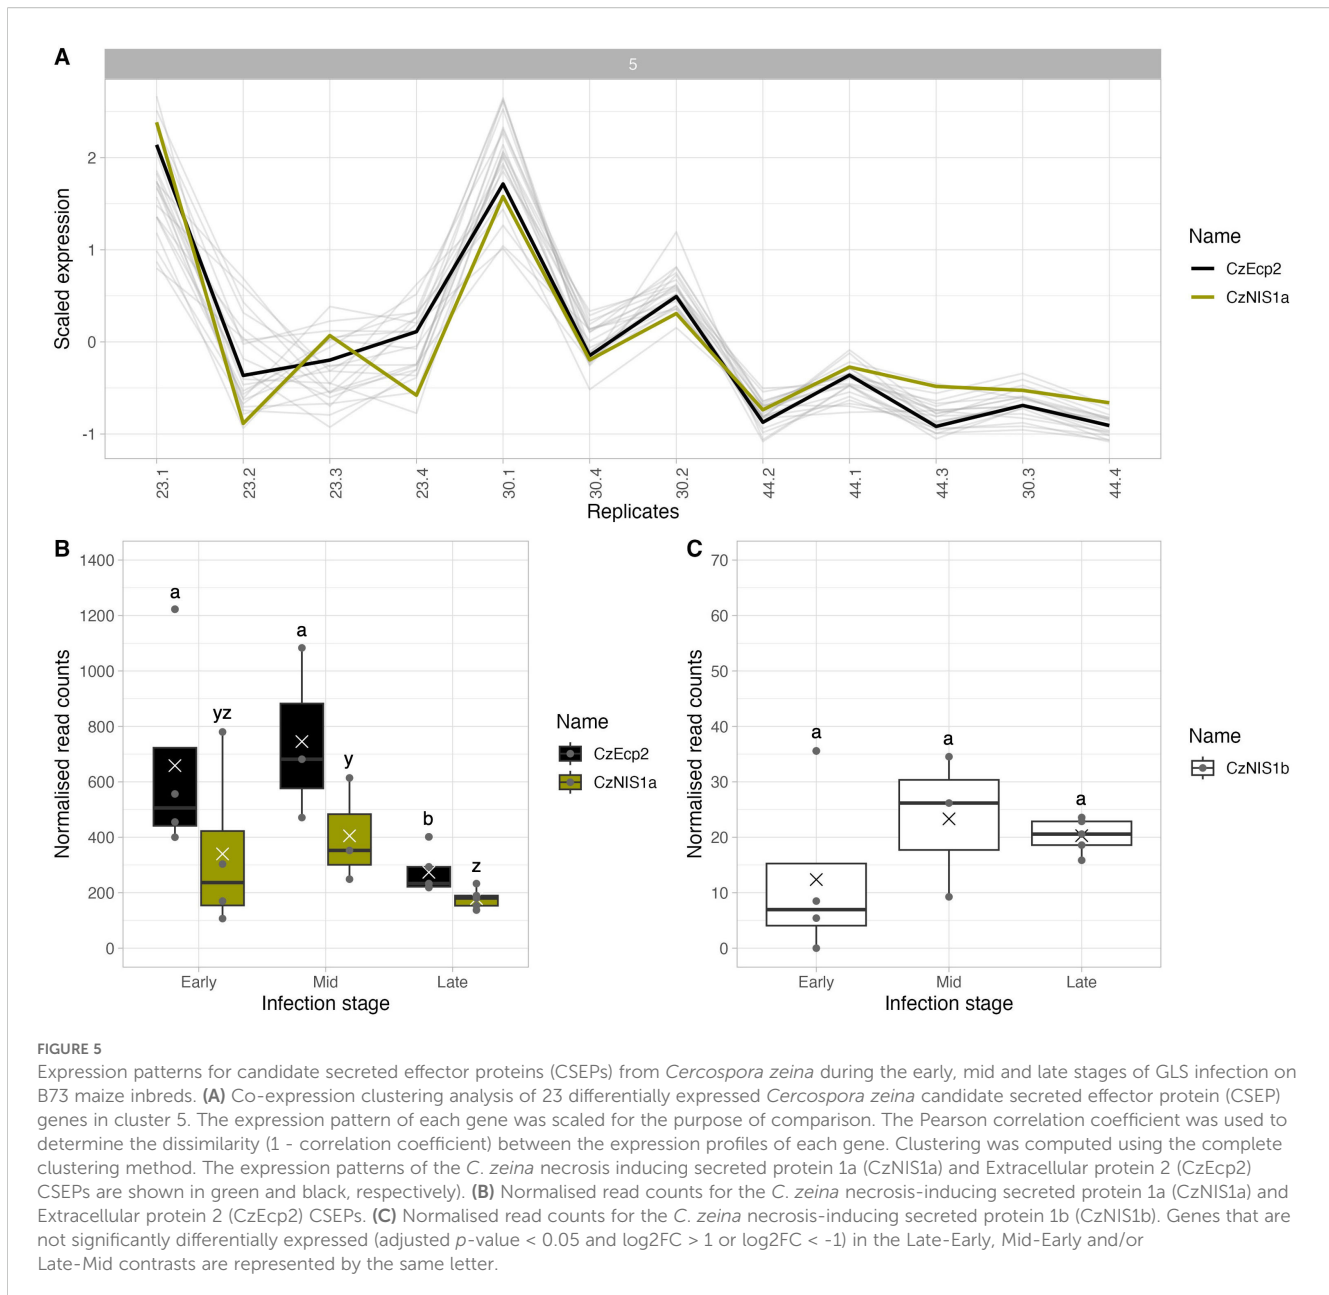 A
5
2
1
0
-1
Scaled expression
23.1
23.2
23.3
23.4
30.1
30.4
30.2
44.2
44.1
44.3
30.3
44.4
Replicates
Name
CzEcp2
CzNIS1a
B
1400
1200
1000
800
600
400
200
0
Normalised read counts
a
yz
a
y
b
z
Early
Mid
Late
Infection stage
Name
CzEcp2
CzNIS1a
C
70
60
50
40
30
20
10
0
Normalised read counts
a
a
a
Early
Mid
Late
Infection stage
Name
CzNIS1b
FIGURE 5
Expression patterns for candidate secreted effector proteins (CSEPs) from Cercospora zeina during the early, mid and late stages of GLS infection on
B73 maize inbreds. (A) Co-expression clustering analysis of 23 differentially expressed Cercospora zeina candidate secreted effector protein (CSEP)
genes in cluster 5. The expression pattern of each gene was scaled for the purpose of comparison. The Pearson correlation coefficient was used to
determine the dissimilarity (1 - correlation coefficient) between the expression profiles of each gene. Clustering was computed using the complete
clustering method. The expression patterns of the C. zeina necrosis inducing secreted protein 1a (CzNIS1a) and Extracellular protein 2 (CzEcp2)
CSEPs are shown in green and black, respectively). (B) Normalised read counts for the C. zeina necrosis-inducing secreted protein 1a (CzNIS1a) and
Extracellular protein 2 (CzEcp2) CSEPs. (C) Normalised read counts for the C. zeina necrosis-inducing secreted protein 1b (CzNIS1b). Genes that are
not significantly differentially expressed (adjusted p-value < 0.05 and log2FC > 1 or log2FC < -1) in the Late-Early, Mid-Early and/or
Late-Mid contrasts are represented by the same letter.